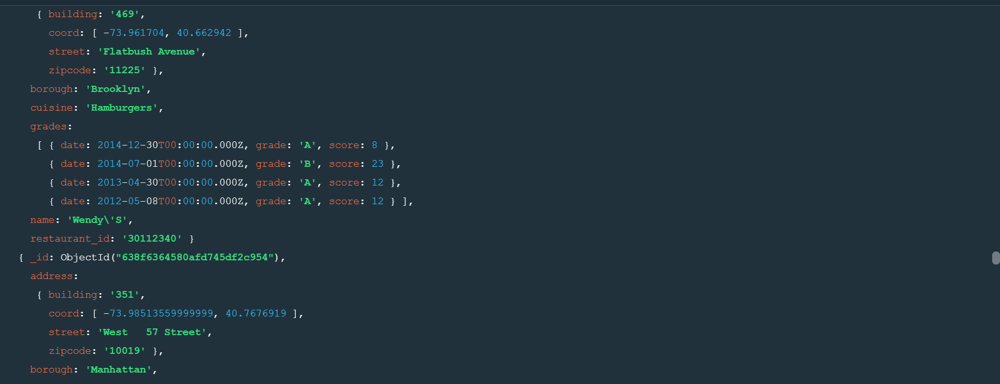 { building: '469',
coord: [ -73.961704, 40.662942 ],
street: 'Flatbush Avenue',
zipcode: '11225' },
borough: 'Brooklyn',
cuisine: 'Hamburgers',
grades:
[ { date: 2014-12-30T00:00:00.000Z, grade: 'A', score: 8 },
{ date: 2014-07-01T00:00:00.000Z, grade: 'B', score: 23 },
{ date: 2013-04-30T00:00:00.000Z, grade: 'A', score: 12 },
{ date: 2012-05-08T00:00:00.000Z, grade: 'A', score: 12 } ],
name: 'Wendy\'S',
restaurant_id: '30112340' }
{ _id: ObjectId("638f6364580afd745df2c954"),
address:
{ building: '351',
coord: [ -73.98513559999999, 40.7676919 ],
street: 'West   57 Street',
zipcode: '10019' },
borough: 'Manhattan',